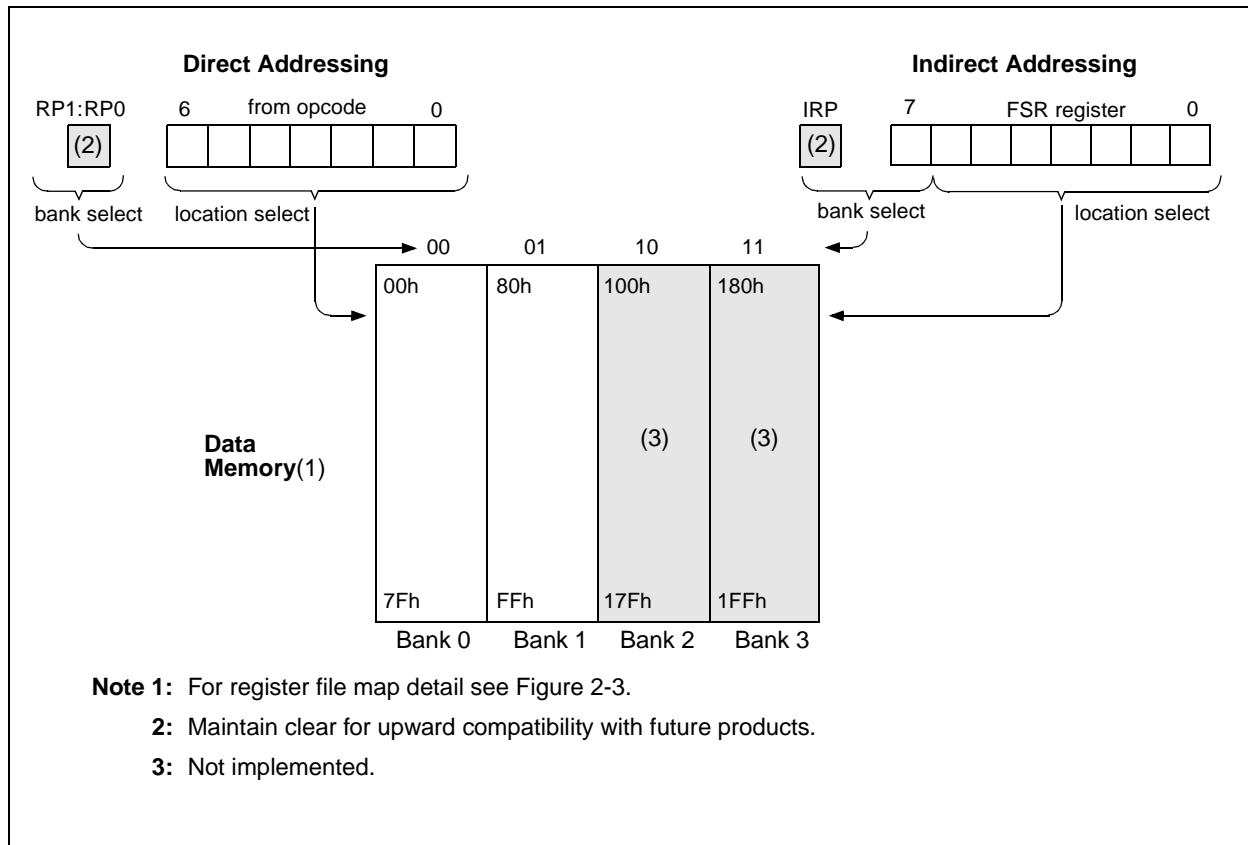 Direct Addressing
Indirect Addressing
RP1:RP0 6 from opcode 0
IRP 7 FSR register 0
(2)
(2)
bank select location select
bank select location select
00 01 10 11
00h 80h 100h 180h
(3) (3)
Data
Memory(1)
7Fh FFh 17Fh 1FFh
Bank 0 Bank 1 Bank 2 Bank 3
Note 1: For register file map detail see Figure 2-3.
2: Maintain clear for upward compatibility with future products.
3: Not implemented.